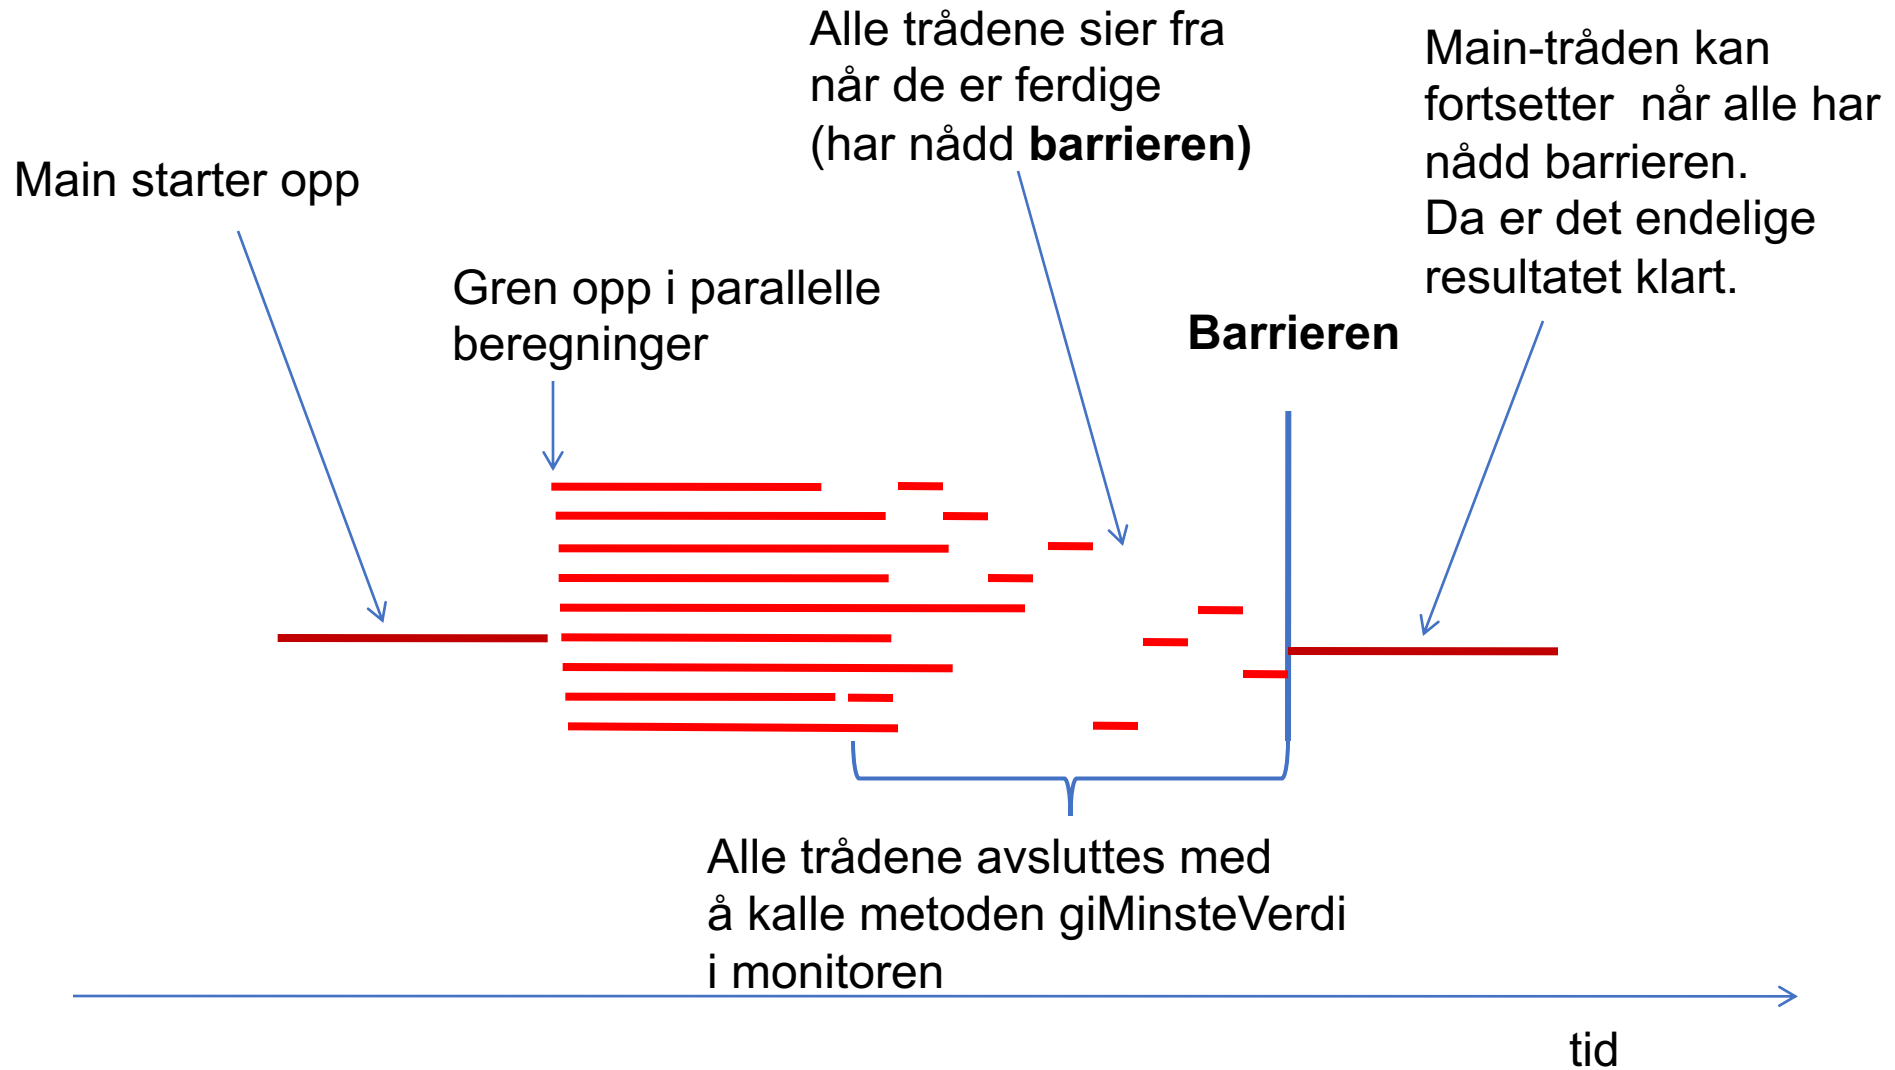 Main starter opp
Gren opp i parallelle
beregninger
Alle trådene sier fra
når de er ferdige
(har nådd barrieren)
Barrieren
Main-tråden kan
fortsetter  når alle har
nådd barrieren.
Da er det endelige
resultatet klart.
Alle trådene avsluttes med
å kalle metoden giMinsteVerdi
i monitoren
tid